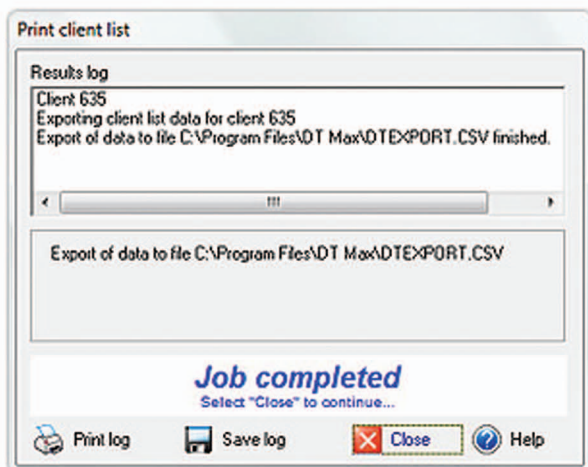 Print client list
Results log
Client 635
Exporting client list data for client 635
Export of data to file C:\Program Files\DT Max\DTEXPORT.CSV finished.
Export of data to file C:\Program Files\DT Max\DTEXPORT.CSV
Job completed
Select "Close" to continue...
Print log Save log Close Help